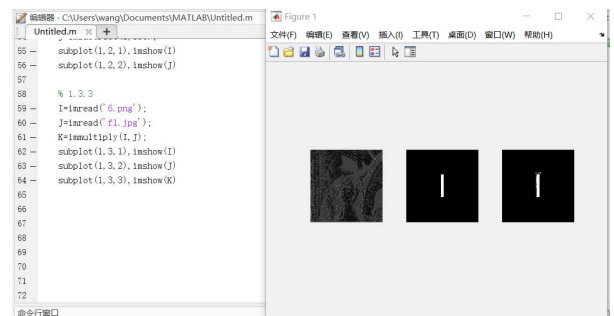 编辑器 - C:\Users\wang\Documents\MATLAB\Untitled.m
Untitled.m × +
55 — subplot(1,2,1),imshow(I)
56 — subplot(1,2,2),imshow(J)
57
58 % 1.3.3
59 — I=imread('6.png');
60 — J=imread('f1.jpg');
61 — K=immultiply(I,J);
62 — subplot(1,3,1),imshow(I)
63 — subplot(1,3,2),imshow(J)
64 — subplot(1,3,3),imshow(K)
65
66
67
68
69
70
71
72
命令行窗口
Figure 1
文件(F) 编辑(E) 查看(V) 插入(I) 工具(T) 桌面(D) 窗口(W) 帮助(H)